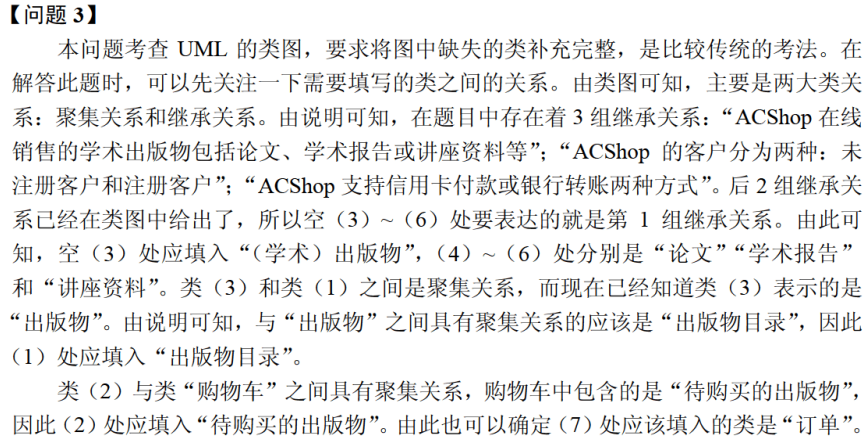 【问题 3】
本问题考查 UML 的类图，要求将图中缺失的类补充完整，是比较传统的考法。在
解答此题时，可以先关注一下需要填写的类之间的关系。由类图可知，主要是两大类关
系：聚集关系和继承关系。由说明可知，在题目中存在着 3 组继承关系：“ACShop 在线
销售的学术出版物包括论文、学术报告或讲座资料等”；“ACShop 的客户分为两种：未
注册客户和注册客户”；“ACShop 支持信用卡付款或银行转账两种方式”。后 2 组继承关
系已经在类图中给出了，所以空（3）~（6）处要表达的就是第 1 组继承关系。由此可
知，空（3）处应填入“（学术）出版物”，（4）~（6）处分别是“论文”“学术报告”
和“讲座资料”。类（3）和类（1）之间是聚集关系，而现在已经知道类（3）表示的是
“出版物”。由说明可知，与“出版物”之间具有聚集关系的应该是“出版物目录”，因此
（1）处应填入“出版物目录”。
类（2）与类“购物车”之间具有聚集关系，购物车中包含的是“待购买的出版物”，
因此（2）处应填入“待购买的出版物”。由此也可以确定（7）处应该填入的类是“订单”。